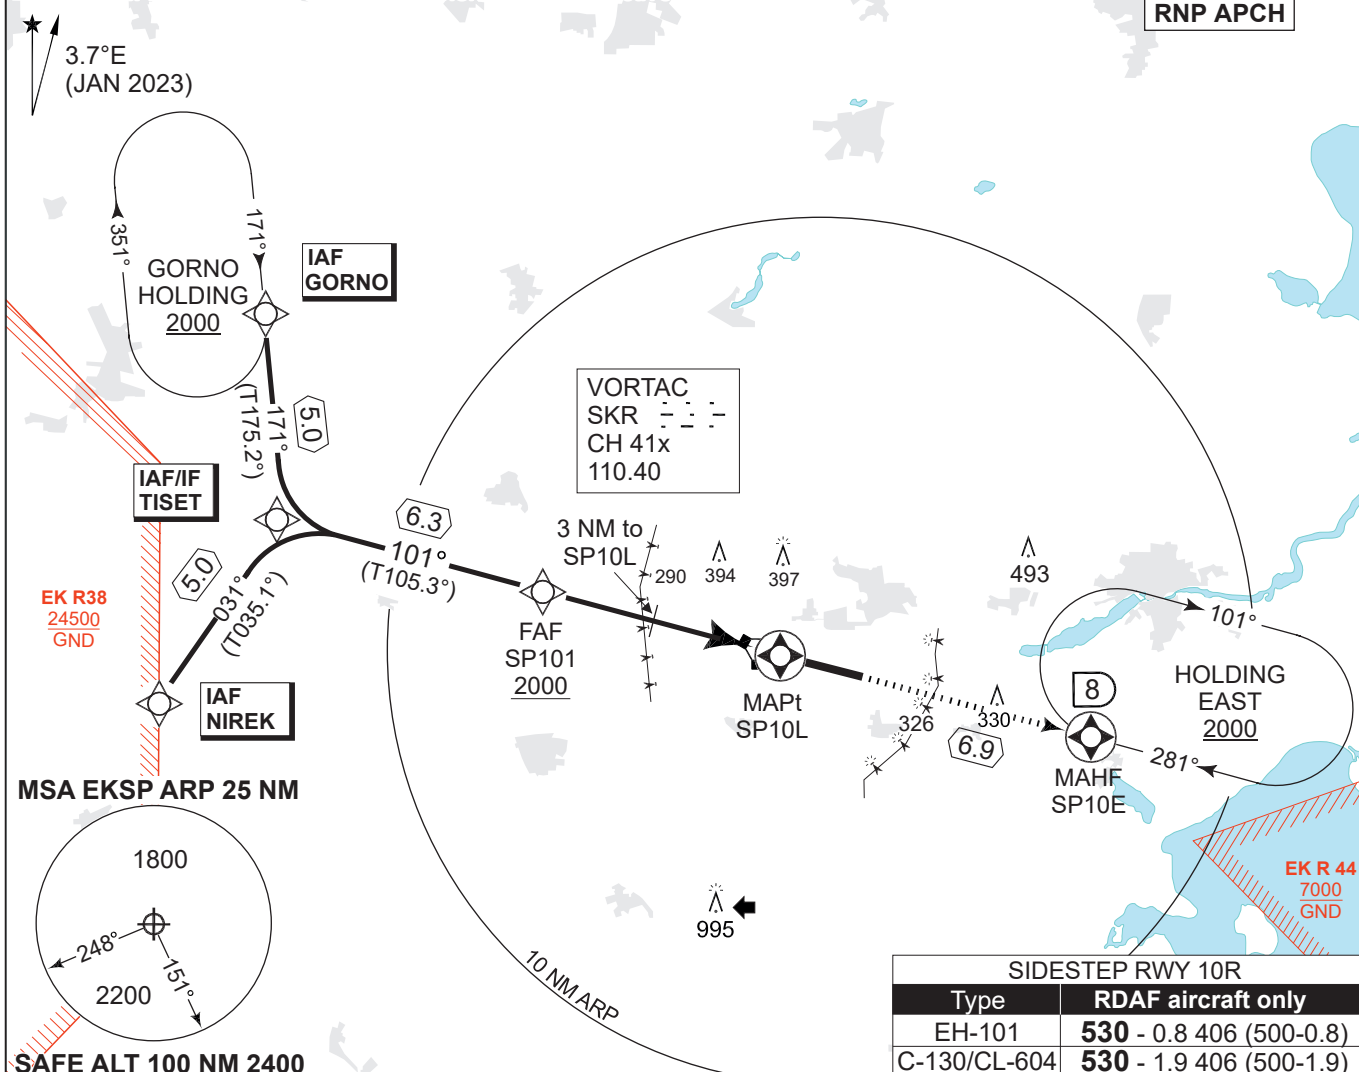 RNP APCH
3.7°E
(JAN 2023)
351°
171°
GORNO
HOLDING
2000
IAF
GORNO
171°
(T175.2°)
5.0
VORTAC
SKR
CH 41x
110.40
IAF/IF
TISET
6.3
101°
(T105.3°)
3 NM to
SP10L
290
394
397
493
5.0
031°
(T035.1°)
EK R38
24500
GND
FAF
SP101
2000
101°
HOLDING
EAST
2000
281°
IAF
NIREK
MAPt
SP10L
8
326
330
6.9
MAHF
SP10E
MSA EKSP ARP 25 NM
1800
248°
151°
2200
SAFE ALT 100 NM 2400
995
10 NM ARP
EK R 44
7000
GND
SIDESTEP RWY 10R
Type RDAF aircraft only
EH-101 530 - 0.8 406 (500-0.8)
C-130/CL-604 530 - 1.9 406 (500-1.9)